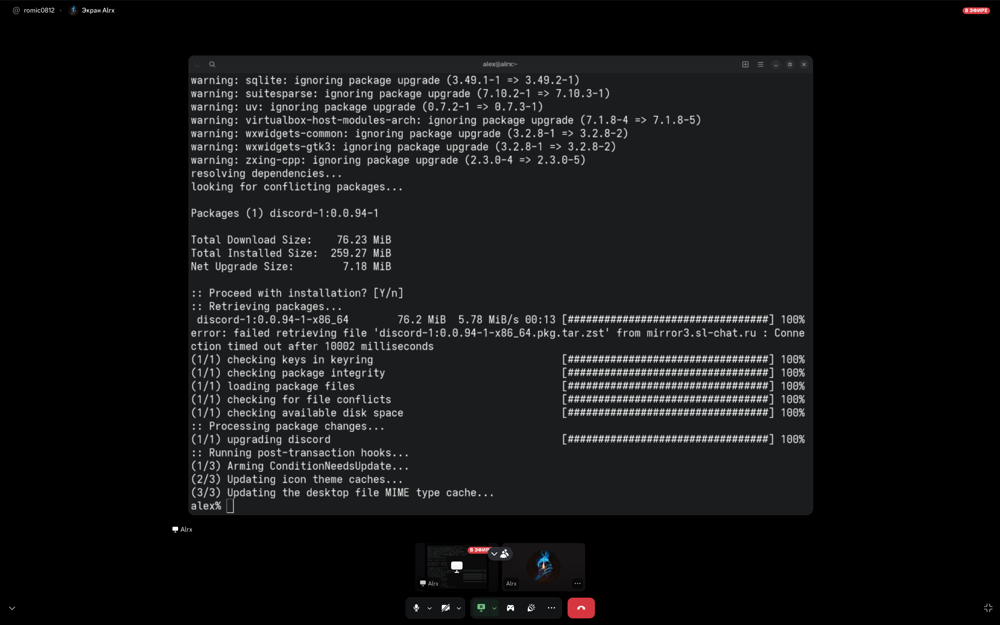 @ romic0812 • Экран Alrx
В ЭФИРЕ
alex@alrx:~
warning: sqlite: ignoring package upgrade (3.49.1-1 => 3.49.2-1)
warning: suitesparse: ignoring package upgrade (7.10.2-1 => 7.10.3-1)
warning: uv: ignoring package upgrade (0.7.2-1 => 0.7.3-1)
warning: virtualbox-host-modules-arch: ignoring package upgrade (7.1.8-4 => 7.1.8-5)
warning: wxwidgets-common: ignoring package upgrade (3.2.8-1 => 3.2.8-2)
warning: wxwidgets-gtk3: ignoring package upgrade (3.2.8-1 => 3.2.8-2)
warning: zxing-cpp: ignoring package upgrade (2.3.0-4 => 2.3.0-5)
resolving dependencies...
looking for conflicting packages...
Packages (1) discord-1:0.0.94-1
Total Download Size:    76.23 MiB
Total Installed Size:  259.27 MiB
Net Upgrade Size:        7.18 MiB
:: Proceed with installation? [Y/n]
:: Retrieving packages...
 discord-1:0.0.94-1-x86_64        76.2 MiB  5.78 MiB/s 00:13 [#################################] 100%
error: failed retrieving file 'discord-1:0.0.94-1-x86_64.pkg.tar.zst' from mirror3.sl-chat.ru : Conne
ction timed out after 10002 milliseconds
(1/1) checking keys in keyring                               [#################################] 100%
(1/1) checking package integrity                             [#################################] 100%
(1/1) loading package files                                  [#################################] 100%
(1/1) checking for file conflicts                            [#################################] 100%
(1/1) checking available disk space                          [#################################] 100%
:: Processing package changes...
(1/1) upgrading discord                                      [#################################] 100%
:: Running post-transaction hooks...
(1/3) Arming ConditionNeedsUpdate...
(2/3) Updating icon theme caches...
(3/3) Updating the desktop file MIME type cache...
alex%
Alrx
В ЭФИР
Alrx
Alrx